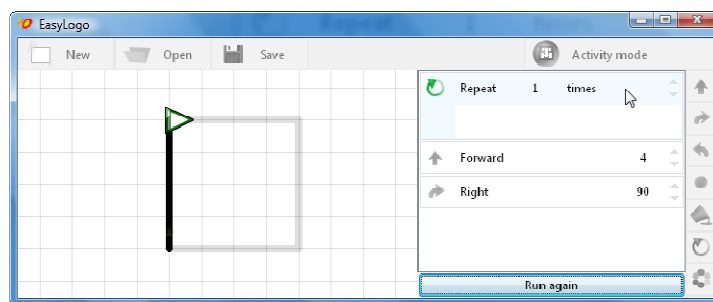 EasyLogo
New Open Save Activity mode
Repeat 1 times
Forward 4
Right 90
Run again